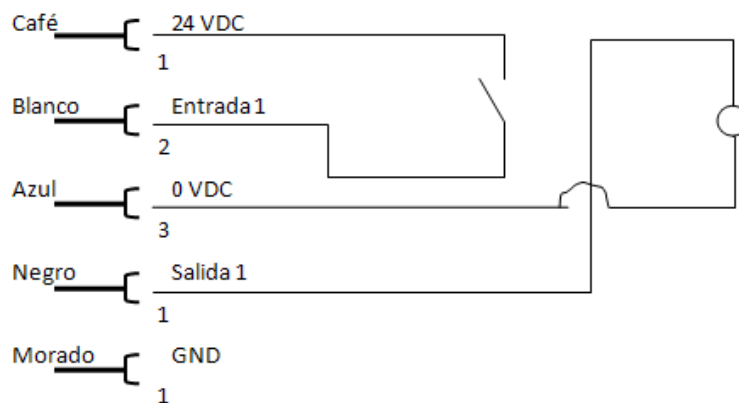 Café 24 VDC
1
Blanco Entrada 1
2
Azul 0 VDC
3
Negro Salida 1
1
Morado GND
1